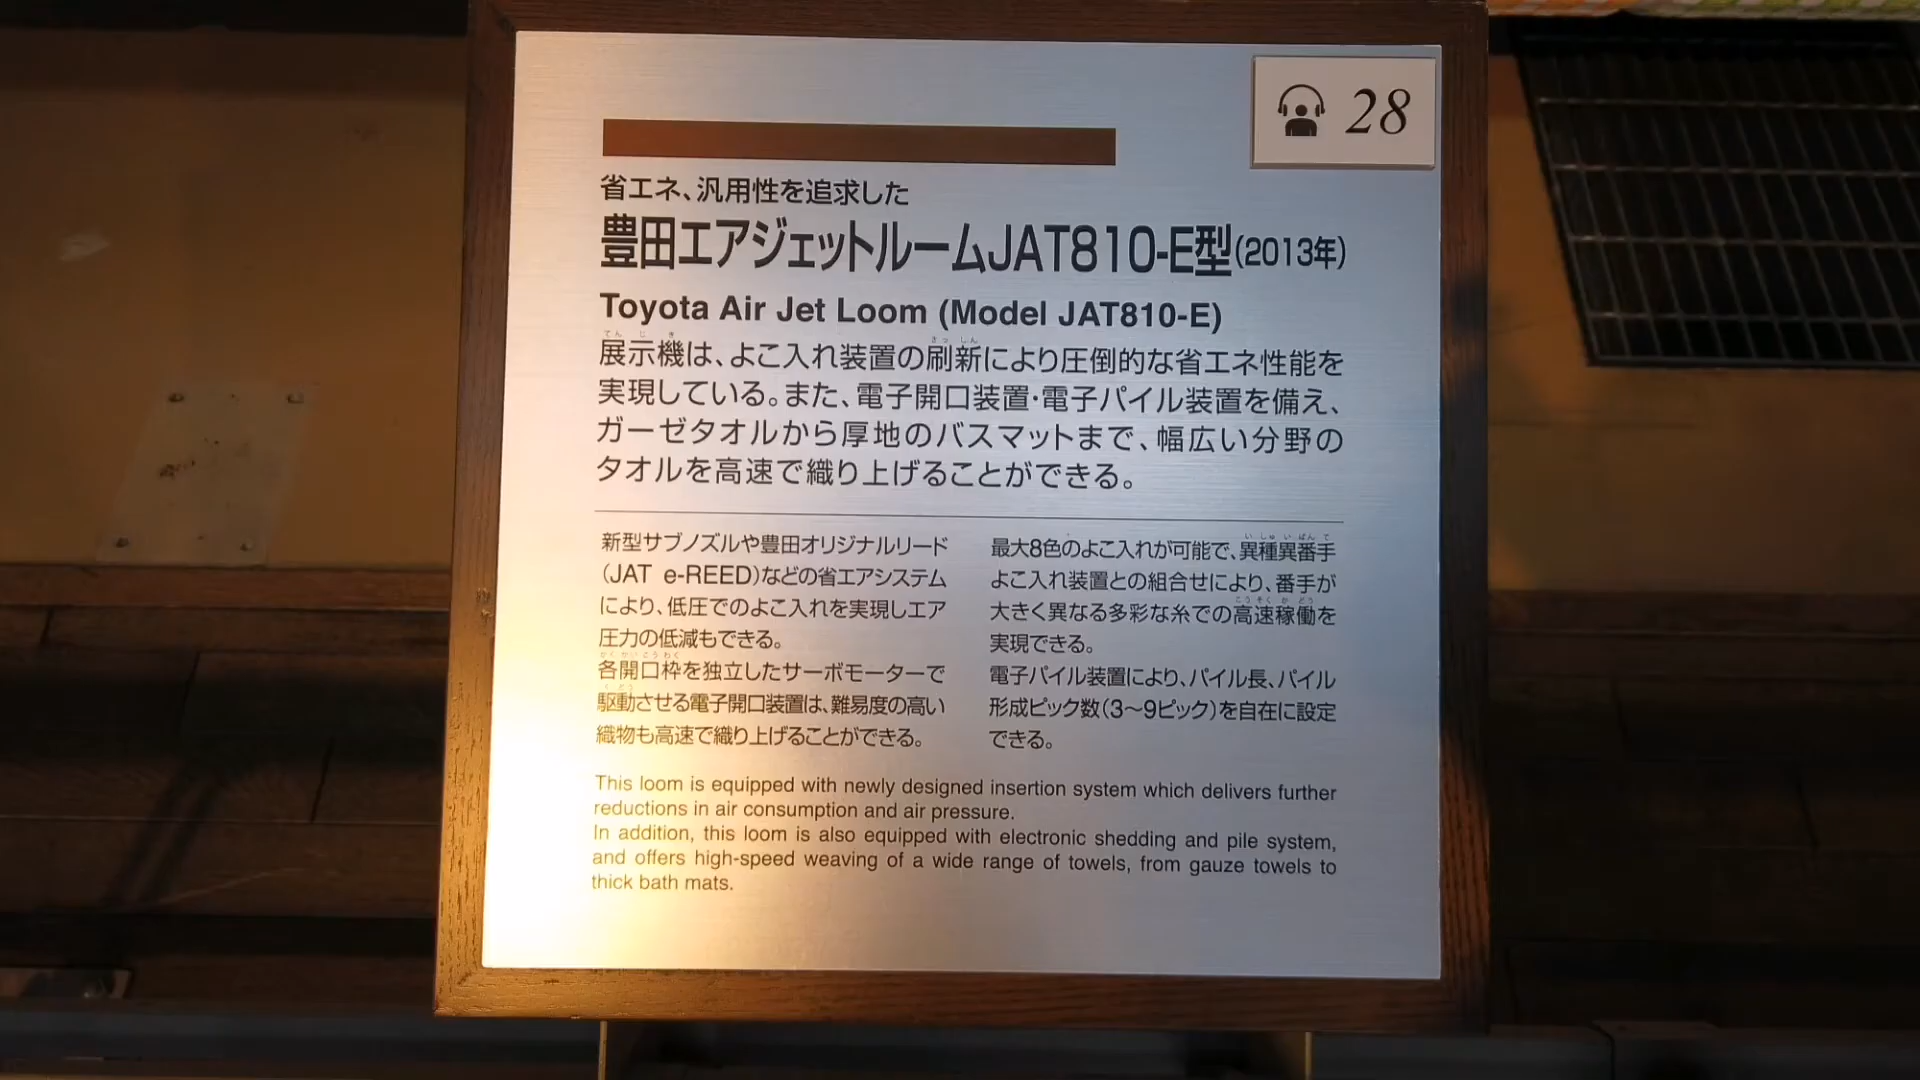 28
省エネ、汎用性を追求した
豊田エアジェットルームJAT810-E型(2013年)
Toyota Air Jet Loom (Model JAT810-E)
展示機は、よこ入れ装置の刷新により圧倒的な省エネ性能を
実現している。また、電子開口装置・電子パイル装置を備え、
ガーゼタオルから厚地のバスマットまで、幅広い分野の
タオルを高速で織り上げることができる。
新型サブノズルや豊田オリジナルリード
(JAT e-REED)などの省エアシステム
により、低圧でのよこ入れを実現しエア
圧力の低減もできる。
各開口枠を独立したサーボモーターで
駆動させる電子開口装置は、難易度の高い
織物も高速で織り上げることができる。
最大8色のよこ入れが可能で、異種異番手
よこ入れ装置との組合せにより、番手が
大きく異なる多彩な糸での高速稼働を
実現できる。
電子パイル装置により、パイル長、パイル
形成ピック数(3〜9ピック)を自在に設定
できる。
This loom is equipped with newly designed insertion system which delivers further
reductions in air consumption and air pressure.
In addition, this loom is also equipped with electronic shedding and pile system,
and offers high-speed weaving of a wide range of towels, from gauze towels to
thick bath mats.